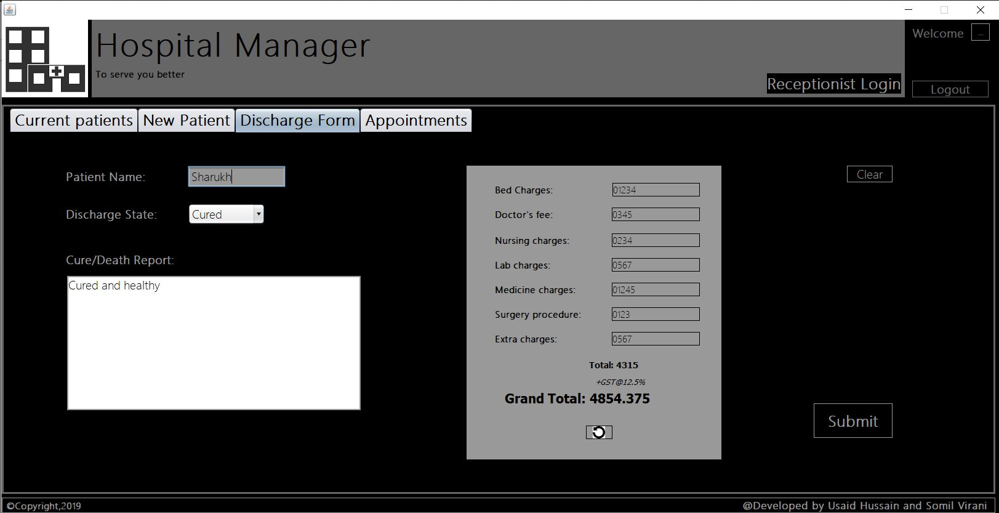 Hospital Manager
To serve you better
Receptionist Login
Welcome ...
Logout
Current patients New Patient Discharge Form Appointments
Patient Name: Sharukh
Discharge State: Cured
Cure/Death Report:
Cured and healthy
Bed Charges: 01234
Doctor's fee: 0345
Nursing charges: 0234
Lab charges: 0567
Medicine charges: 01245
Surgery procedure: 0123
Extra charges: 0567
Total: 4315
+GST@12.5%
Grand Total: 4854.375
Clear
Submit
©Copyright,2019
@Developed by Usaid Hussain and Somil Virani